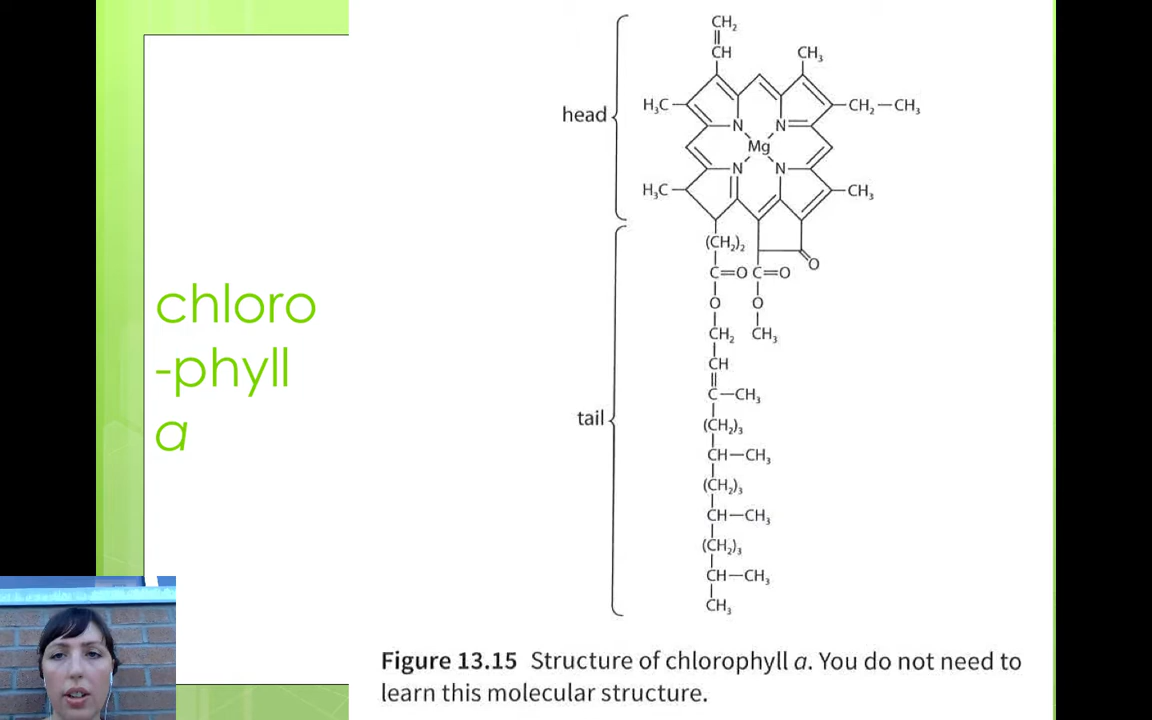 chloro
-phyll
a
head
tail
CH₂
CH
CH₃
H₃C
CH₂—CH₃
N
N
Mg
N
N
H₃C
CH₃
(CH₂)₂
O
C=O
C=O
O
O
CH₂
CH₃
CH
C—CH₃
(CH₂)₃
CH—CH₃
(CH₂)₃
CH—CH₃
(CH₂)₃
CH—CH₃
CH₃
Figure 13.15 Structure of chlorophyll a. You do not need to
learn this molecular structure.